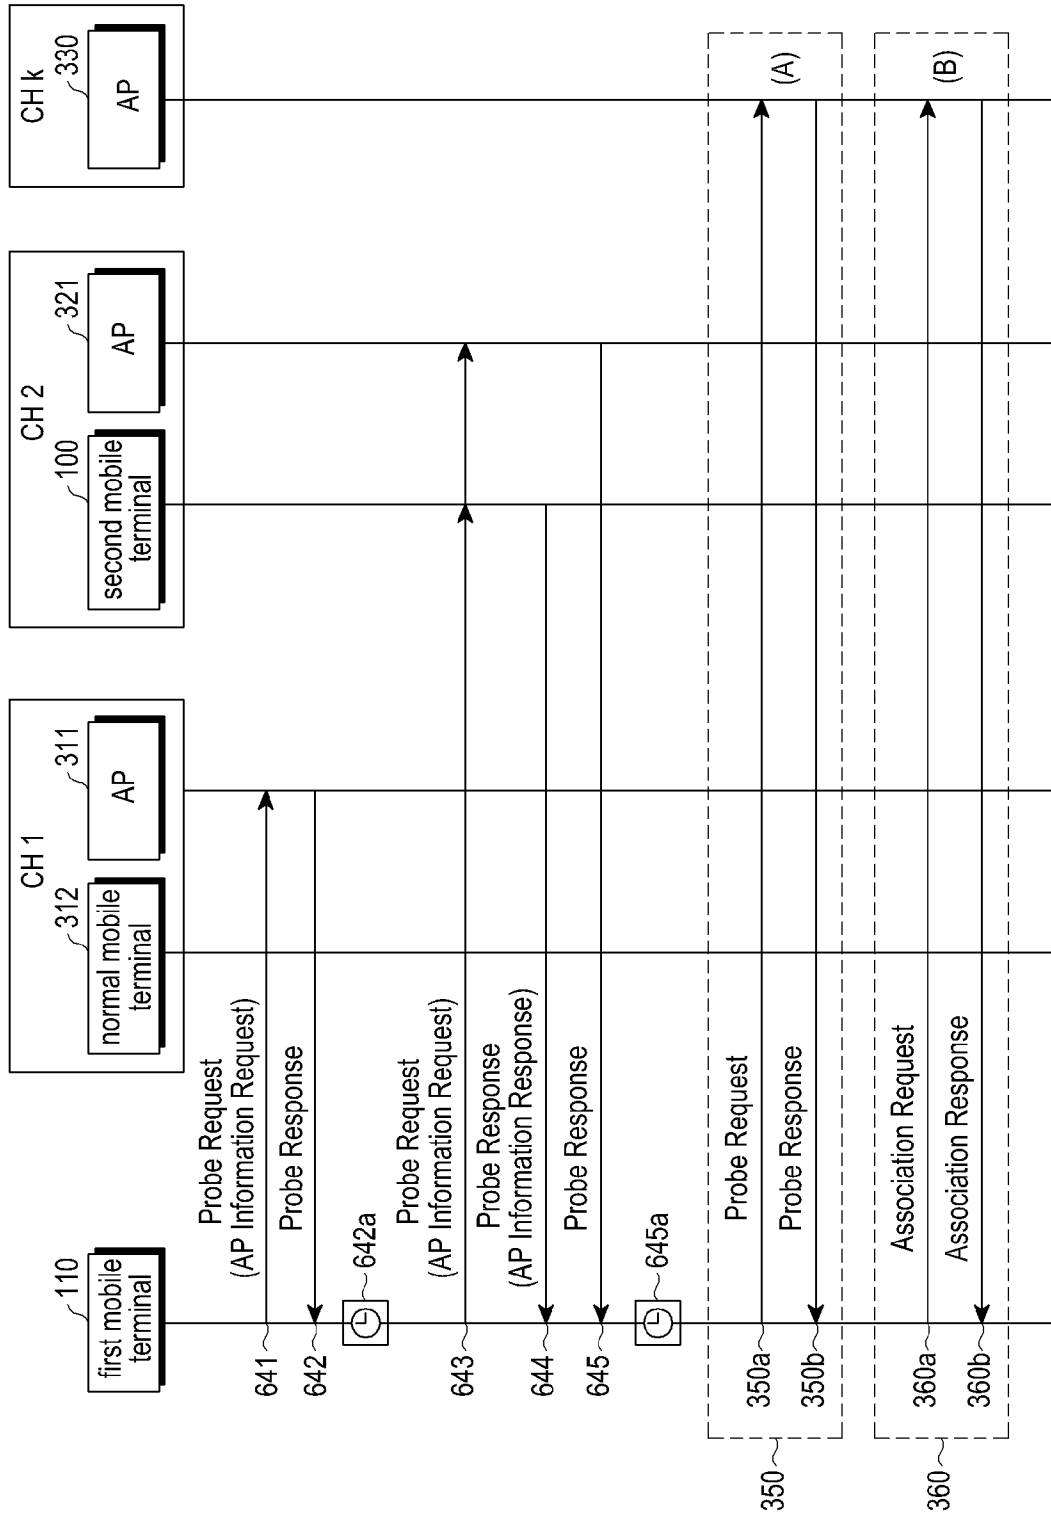 CH 1
CH 2
CH k
110
312
311
100
321
330
first mobile
terminal
normal mobile
terminal
AP
second mobile
terminal
AP
AP
Probe Request
(AP Information Request)
641
Probe Response
642
642a
Probe Request
(AP Information Request)
643
Probe Response
(AP Information Response)
644
Probe Response
645
645a
Probe Request
350a
(A)
Probe Response
350b
350
Association Request
360a
(B)
Association Response
360b
360